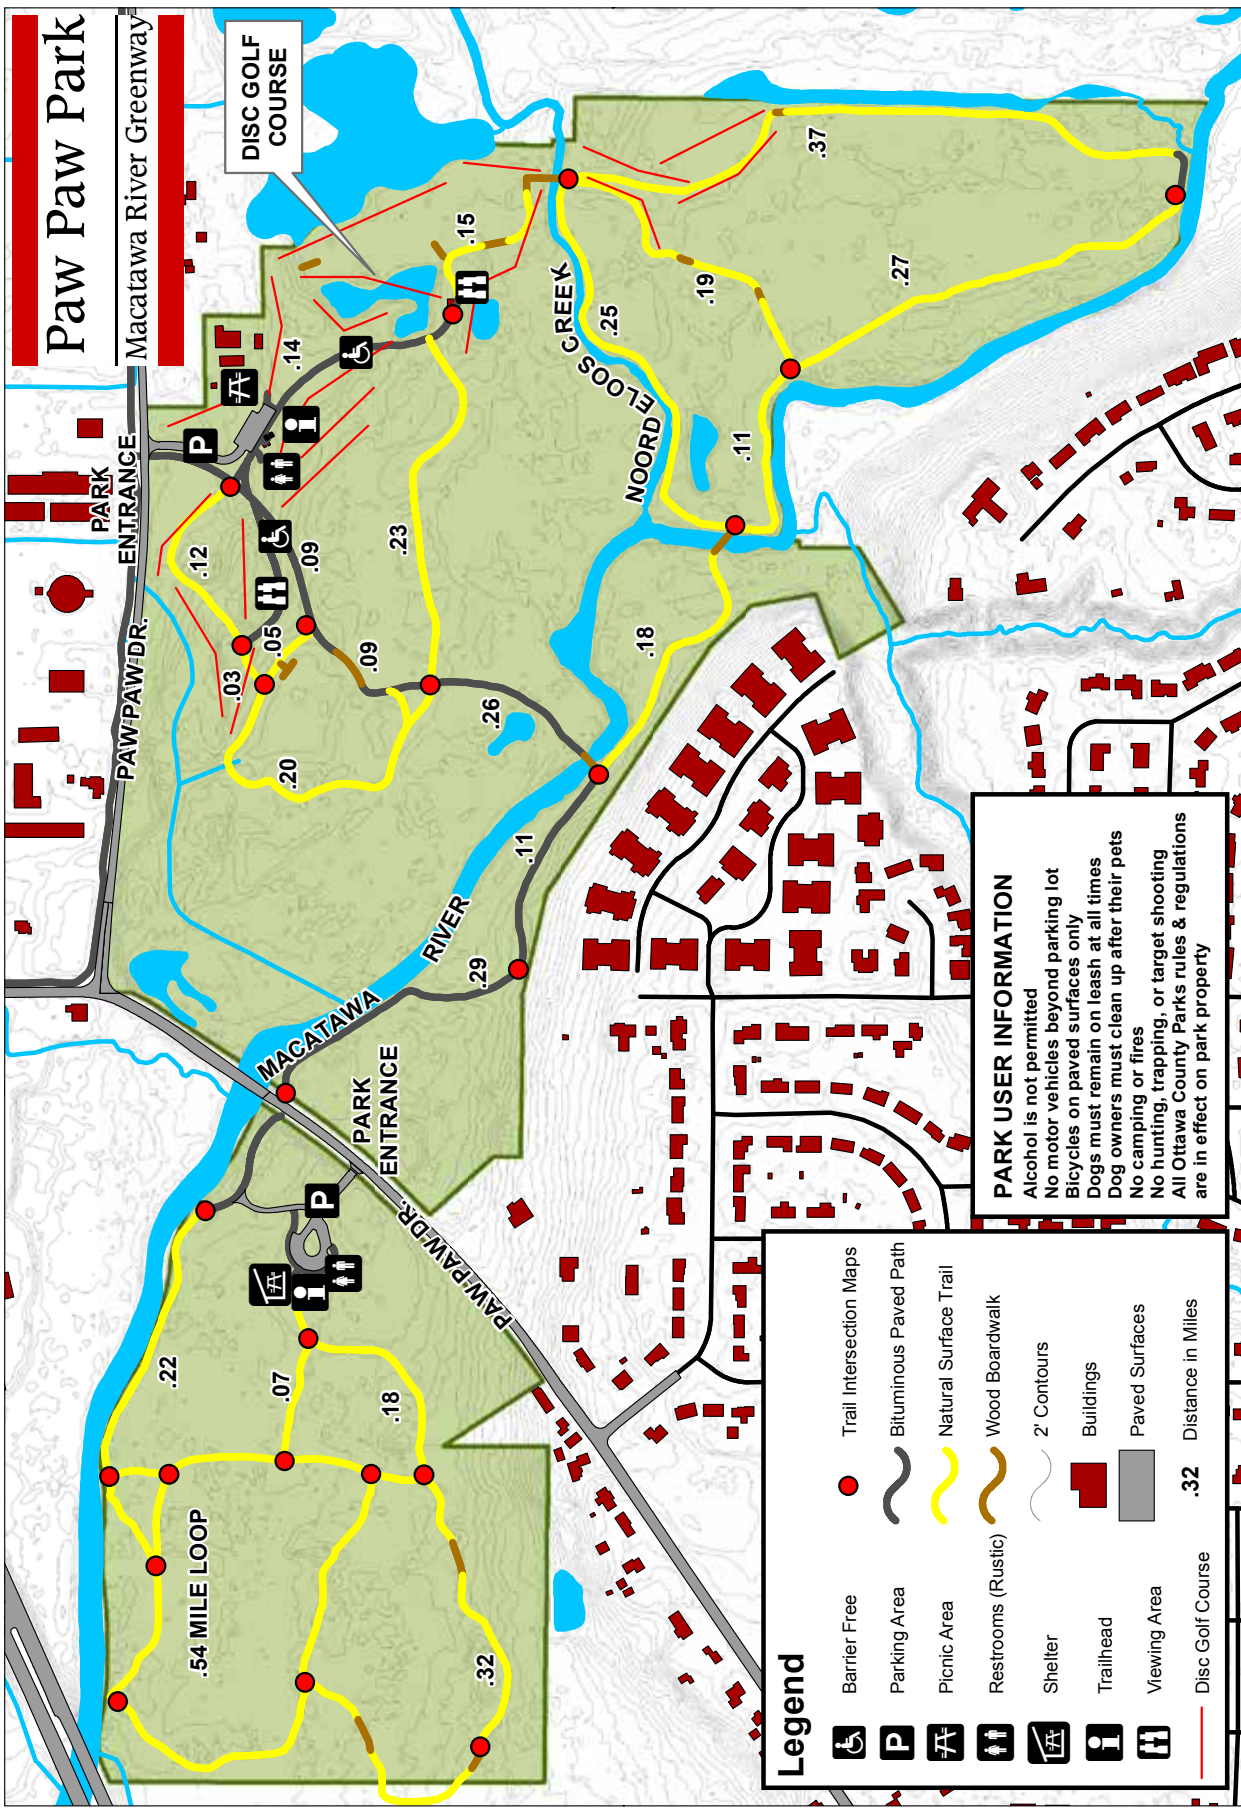 Paw Paw Park
Macatawa River Greenway
DISC GOLF
COURSE
PARK
ENTRANCE
PAW PAW DR.
.14
.15
.12
.09
.05
.03
.09
.20
.23
.26
.25
.19
.37
.27
.11
.18
.11
.29
NOORD
ELOOS CREEK
MACATAWA
RIVER
PARK
ENTRANCE
PAW PAW DR.
.22
.07
.18
.32
.54 MILE LOOP
P
P
PARK USER INFORMATION
Alcohol is not permitted
No motor vehicles beyond parking lot
Bicycles on paved surfaces only
Dogs must remain on leash at all times
Dog owners must clean up after their pets
No camping or fires
No hunting, trapping, or target shooting
All Ottawa County Parks rules & regulations
are in effect on park property
Legend
Barrier Free
P Parking Area
Picnic Area
Restrooms (Rustic)
Shelter
Trailhead
Viewing Area
Disc Golf Course
Trail Intersection Maps
Bituminous Paved Path
Natural Surface Trail
Wood Boardwalk
2' Contours
Buildings
Paved Surfaces
.32 Distance in Miles